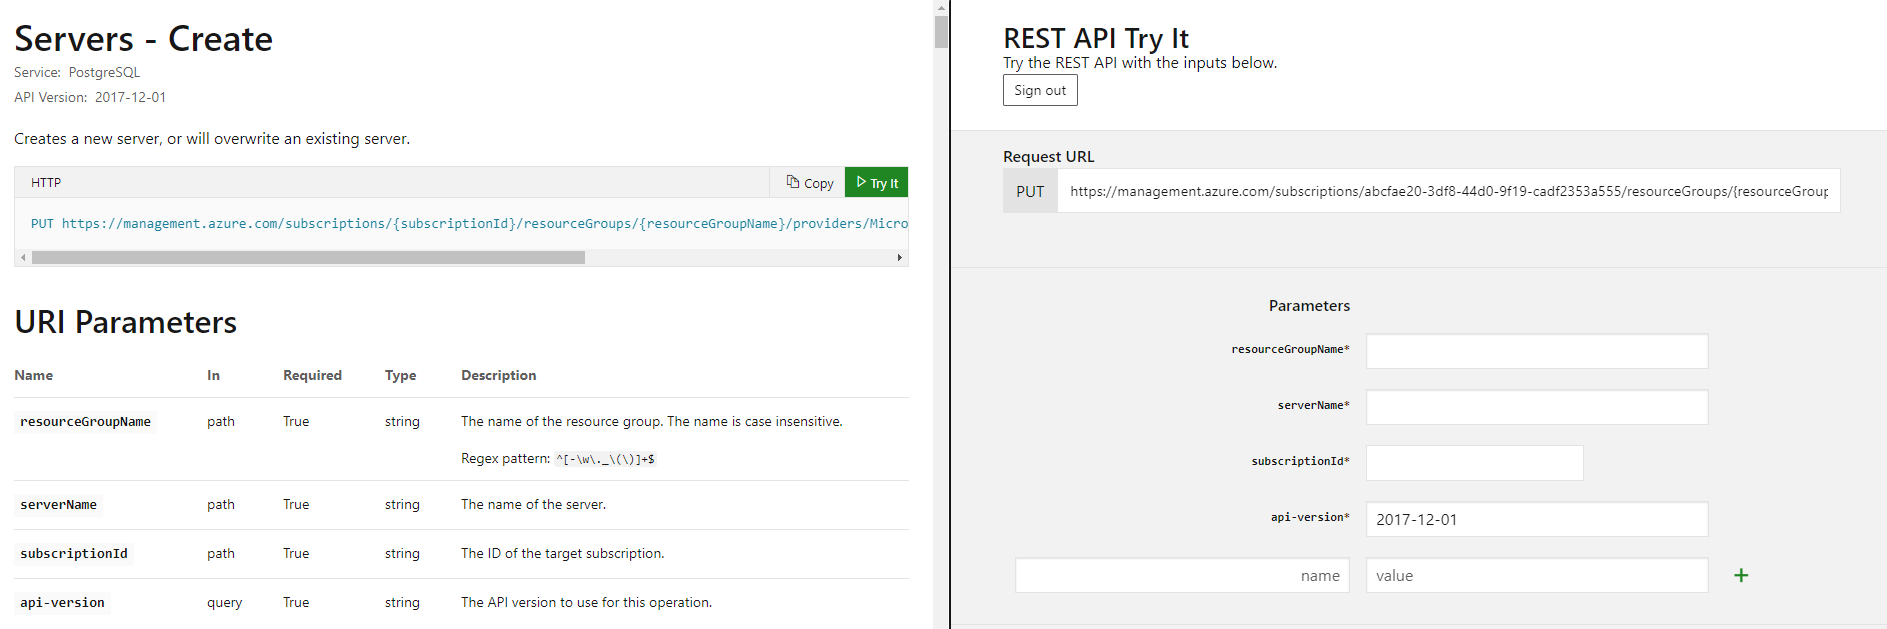 Servers - Create
Service: PostgreSQL
API Version: 2017-12-01
Creates a new server, or will overwrite an existing server.
HTTP
Copy
Try It
PUT https://management.azure.com/subscriptions/{subscriptionId}/resourceGroups/{resourceGroupName}/providers/Micro
URI Parameters
Name In Required Type Description
resourceGroupName path True string The name of the resource group. The name is case insensitive.
Regex pattern: ^[-\w\._\(\)]+$
serverName path True string The name of the server.
subscriptionId path True string The ID of the target subscription.
api-version query True string The API version to use for this operation.
REST API Try It
Try the REST API with the inputs below.
Sign out
Request URL
PUT https://management.azure.com/subscriptions/abcfae20-3df8-44d0-9f19-cadf2353a555/resourceGroups/{resourceGroup
Parameters
resourceGroupName*
serverName*
subscriptionId*
api-version* 2017-12-01
name value +